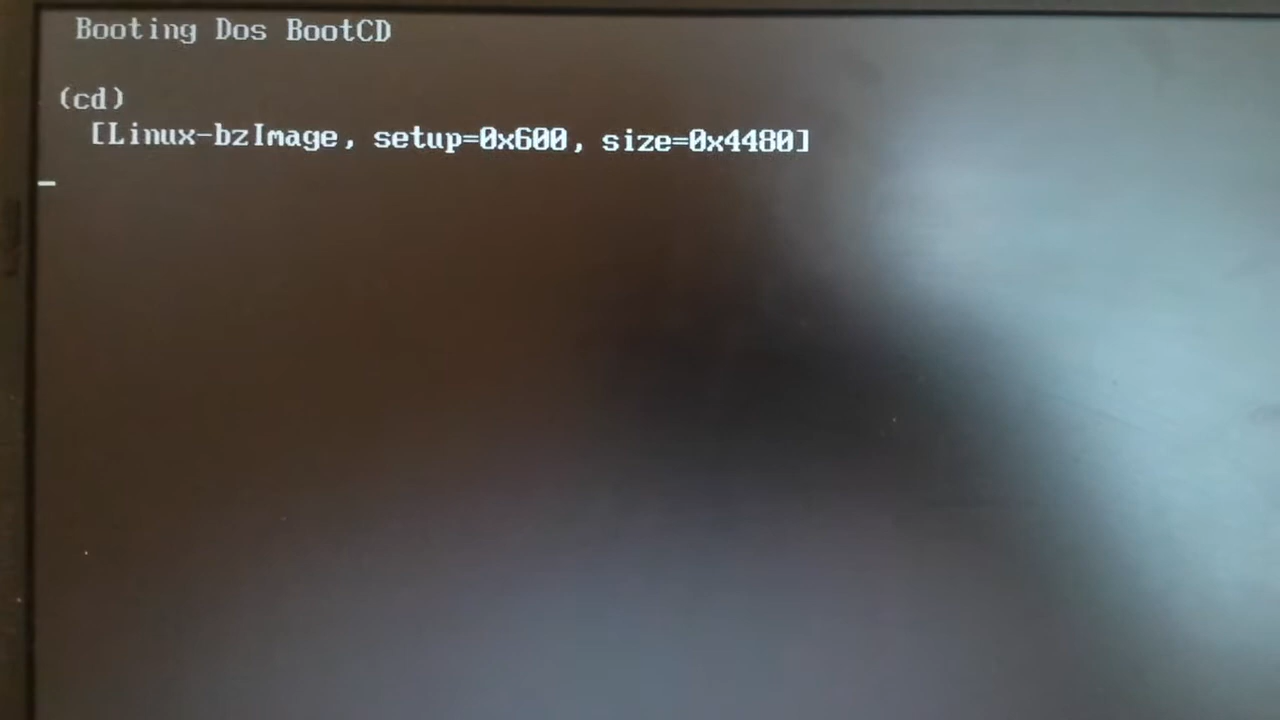 Booting Dos BootCD
(cd)
[Linux-bzImage, setup=0x600, size=0x4480]